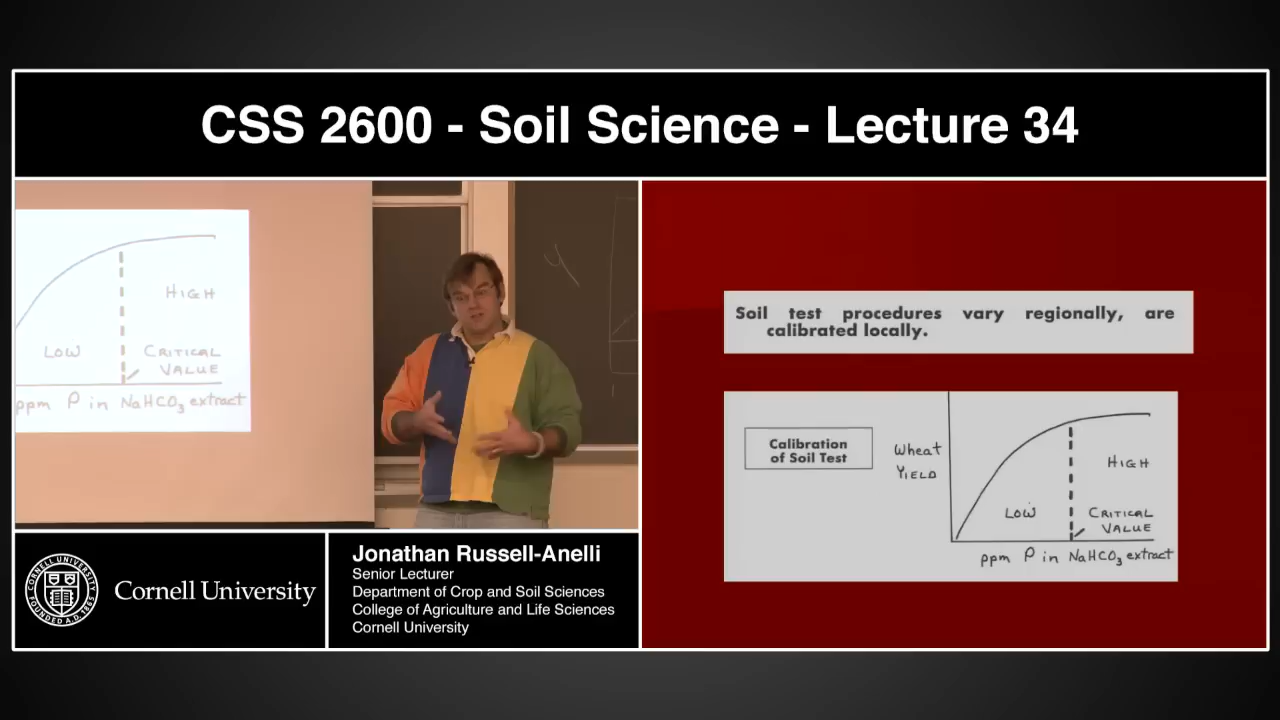 CSS 2600 - Soil Science - Lecture 34
HIGH
LOW
CRITICAL
VALUE
ppm P in NaHCO3 extract
y
Soil test procedures vary regionally, are
calibrated locally.
Calibration
of Soil Test
Wheat
YIELD
HIGH
LOW
CRITICAL
VALUE
ppm P in NaHCO3 extract
CORNELL UNIVERSITY
FOUNDED A.D. 1865
Cornell University
Jonathan Russell-Anelli
Senior Lecturer
Department of Crop and Soil Sciences
College of Agriculture and Life Sciences
Cornell University